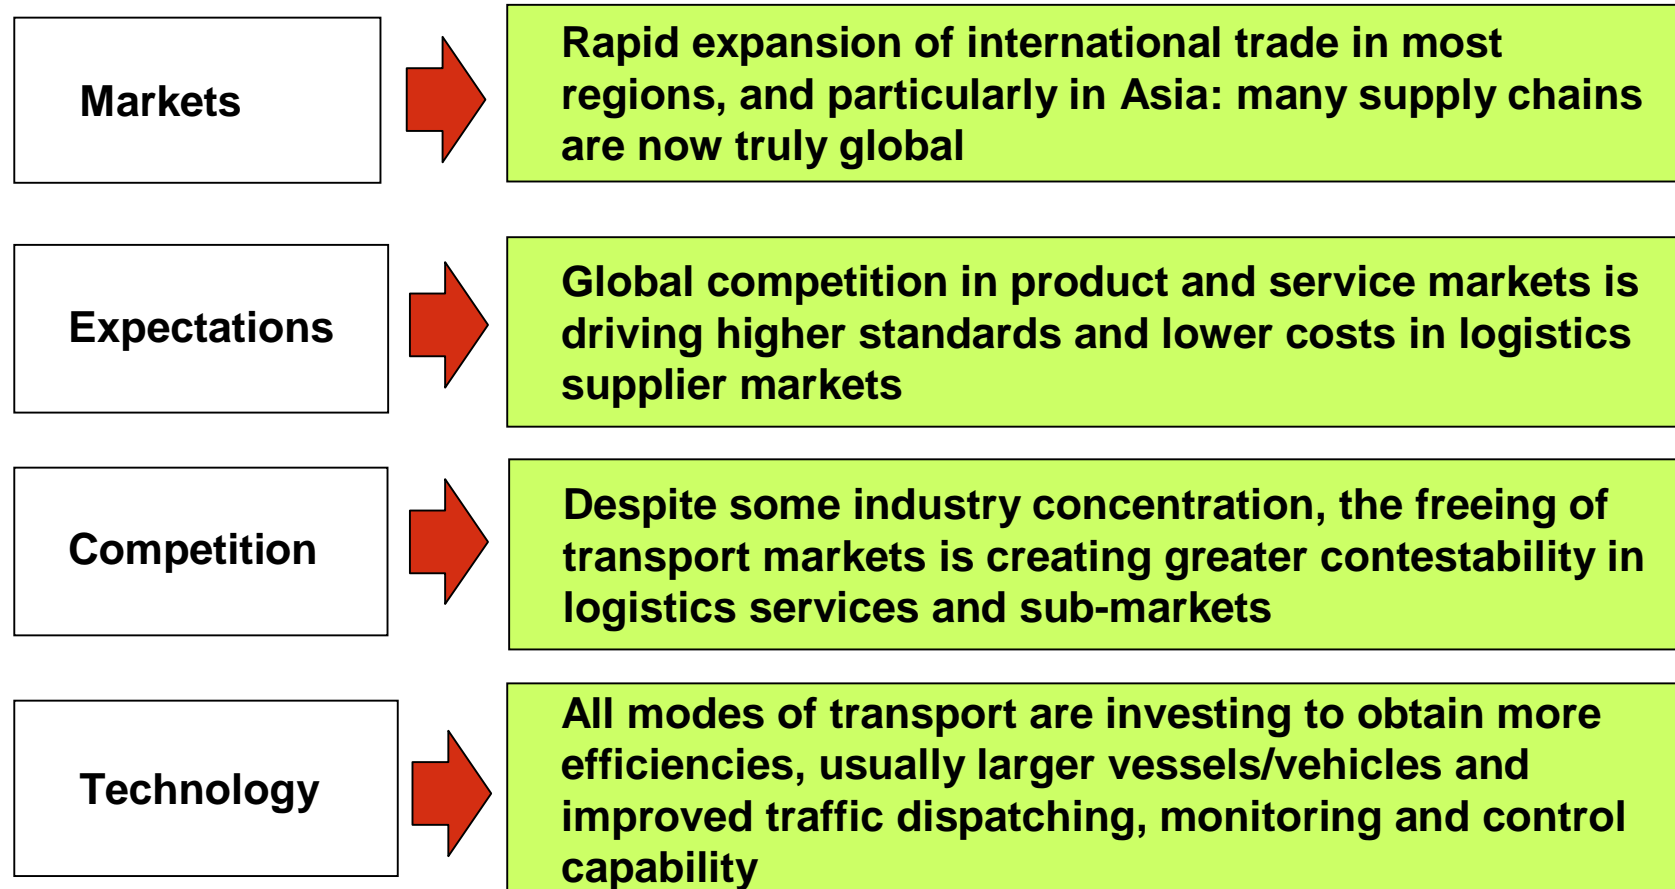 Markets
Rapid expansion of international trade in most
regions, and particularly in Asia: many supply chains
are now truly global
Expectations
Global competition in product and service markets is
driving higher standards and lower costs in logistics
supplier markets
Competition
Despite some industry concentration, the freeing of
transport markets is creating greater contestability in
logistics services and sub-markets
Technology
All modes of transport are investing to obtain more
efficiencies, usually larger vessels/vehicles and
improved traffic dispatching, monitoring and control
capability